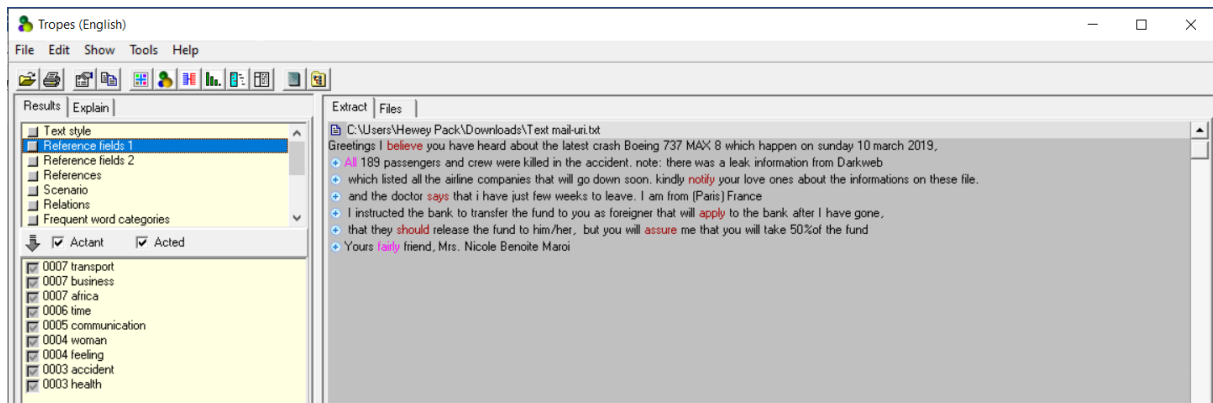 Tropes (English)
File Edit Show Tools Help
Results Explain
Text style
Reference fields 1
Reference fields 2
References
Scenario
Relations
Frequent word categories
Actant Acted
0007 transport
0007 business
0007 africa
0006 time
0005 communication
0004 woman
0004 feeling
0003 accident
0003 health
Extract Files
C:\Users\Hewey Pack\Downloads\Text mail-uri.txt
Greetings I believe you have heard about the latest crash Boeing 737 MAX 8 which happen on sunday 10 march 2019,
All 189 passengers and crew were killed in the accident. note: there was a leak information from Darkweb
which listed all the airline companies that will go down soon. kindly notify your love ones about the informations on these file.
and the doctor says that i have just few weeks to leave. I am from (Paris) France
I instructed the bank to transfer the fund to you as foreigner that will apply to the bank after I have gone,
that they should release the fund to him/her, but you will assure me that you will take 50%of the fund
Yours fairly friend, Mrs. Nicole Benoite Maroi